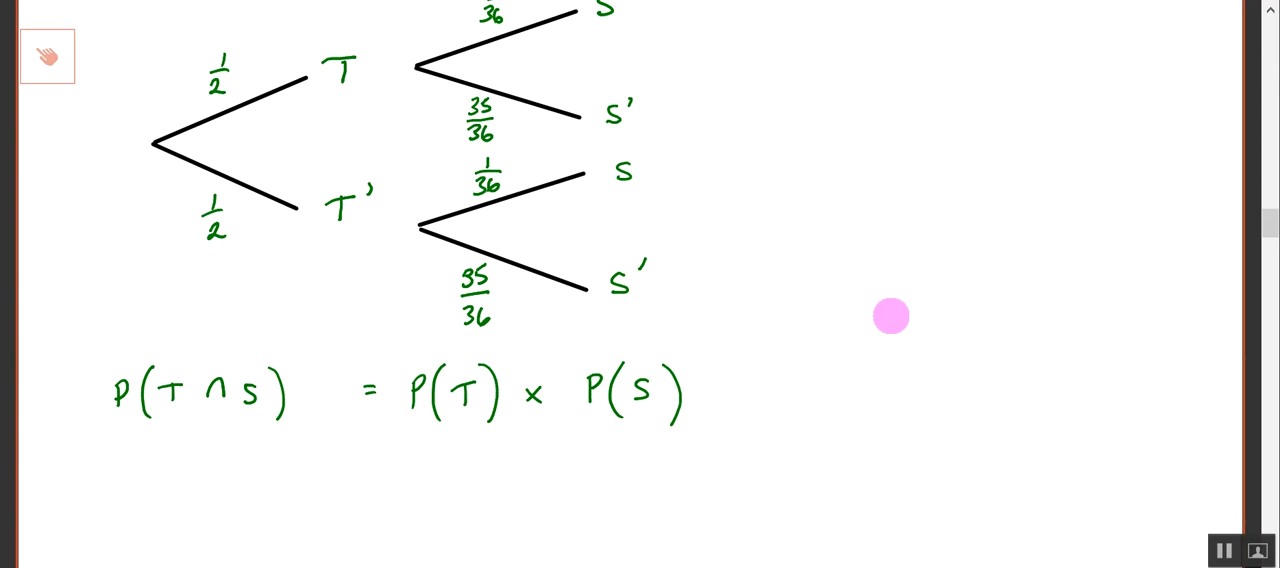 36 S
1/2 T
35/36 S'
1/36 S
1/2 T'
35/36 S'
P(T ∩ S) = P(T) × P(S)